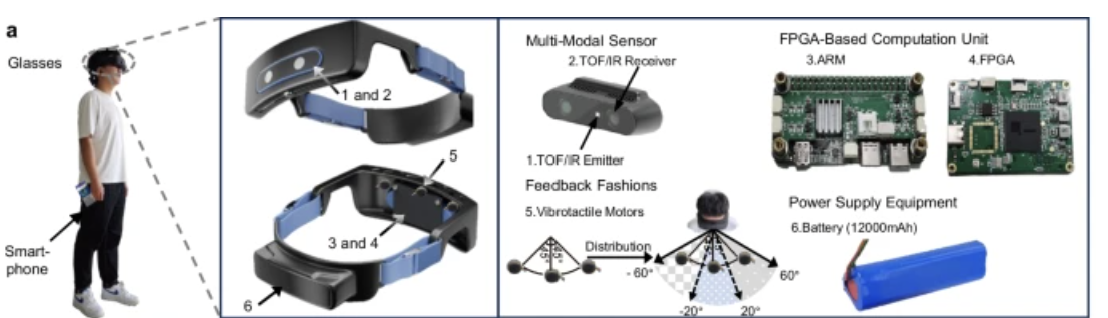 a
Glasses
Smart-
phone
1 and 2
5
3 and 4
6
Multi-Modal Sensor
2.TOF/IR Receiver
1.TOF/IR Emitter
Feedback Fashions
5.Vibrotactile Motors
Distribution
- 60°
-20°
20°
60°
FPGA-Based Computation Unit
3.ARM
4.FPGA
Power Supply Equipment
6.Battery (12000mAh)